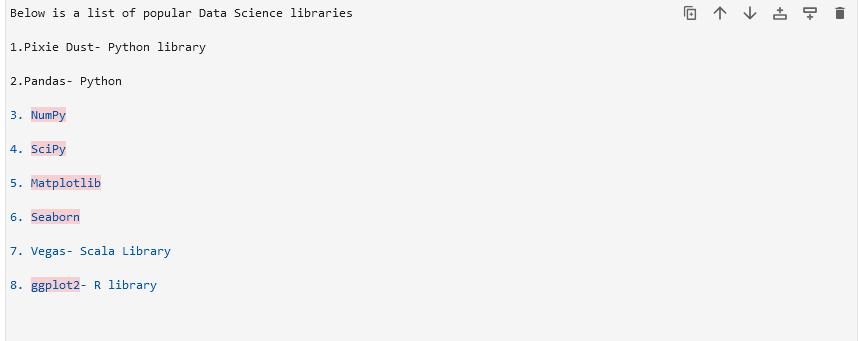 Below is a list of popular Data Science libraries
1.Pixie Dust- Python library
2.Pandas- Python
3. NumPy
4. SciPy
5. Matplotlib
6. Seaborn
7. Vegas- Scala Library
8. ggplot2- R library